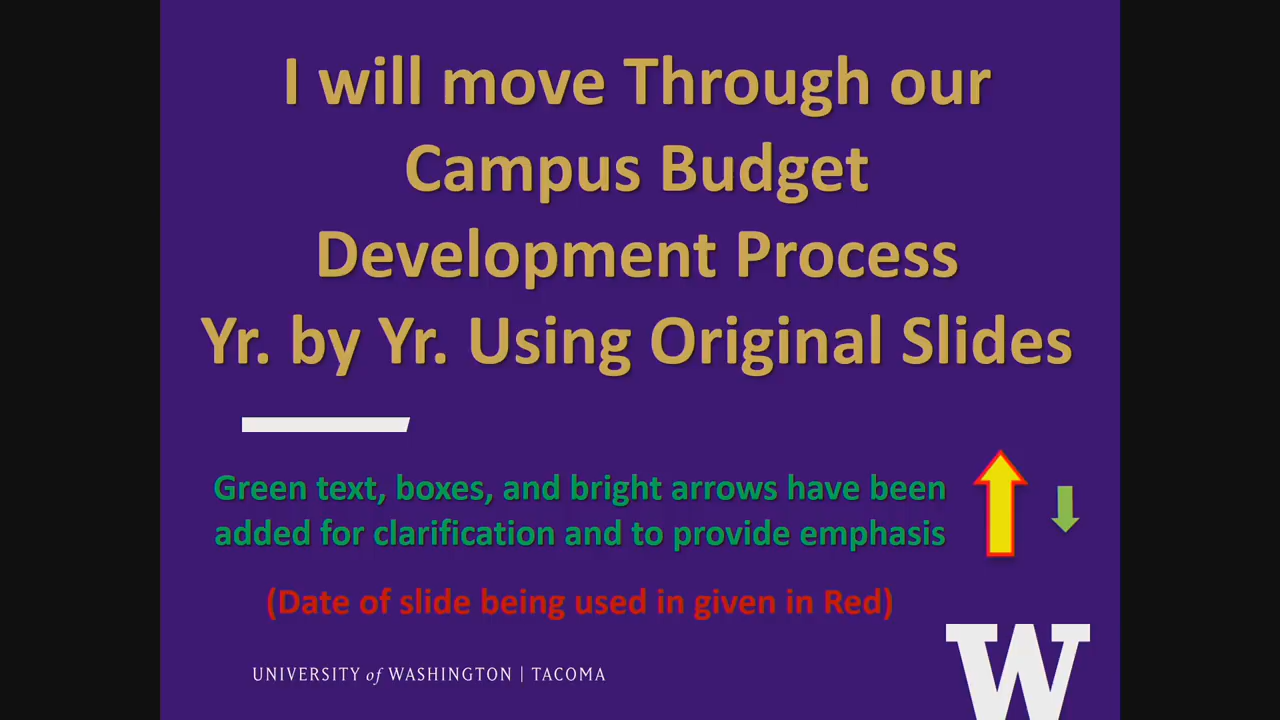 I will move Through our
Campus Budget
Development Process
Yr. by Yr. Using Original Slides
Green text, boxes, and bright arrows have been
added for clarification and to provide emphasis
(Date of slide being used in given in Red)
UNIVERSITY of WASHINGTON | TACOMA
W